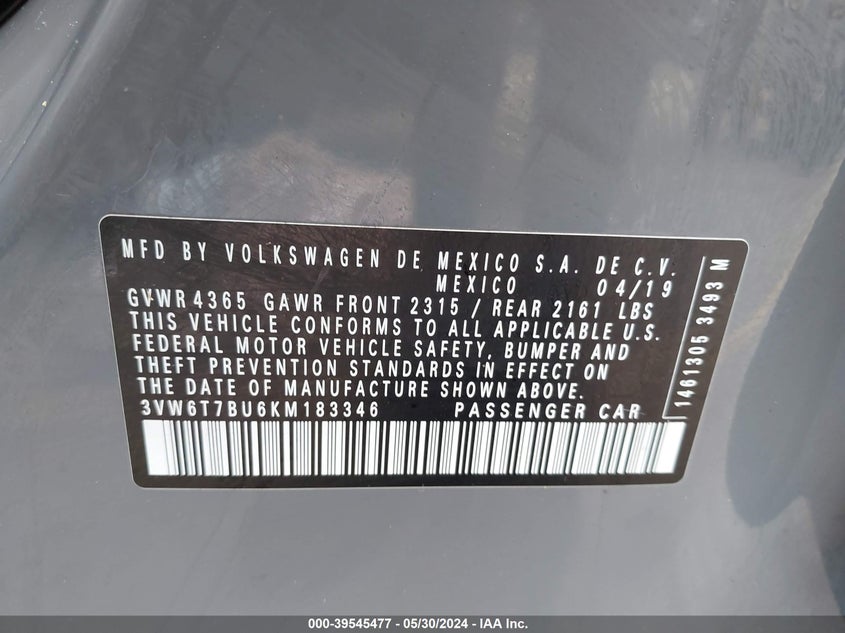 MFD BY VOLKSWAGEN DE MEXICO S.A. DE C.V.
MEXICO 04/19
GVWR 4365 GAWR FRONT 2315 / REAR 2161 LBS
THIS VEHICLE CONFORMS TO ALL APPLICABLE U.S.
FEDERAL MOTOR VEHICLE SAFETY, BUMPER AND
THEFT PREVENTION STANDARDS IN EFFECT ON
THE DATE OF MANUFACTURE SHOWN ABOVE.
3VW6T7BU6KM183346 PASSENGER CAR
1461305 3493 M
000-39545477 - 05/30/2024 - IAA Inc.